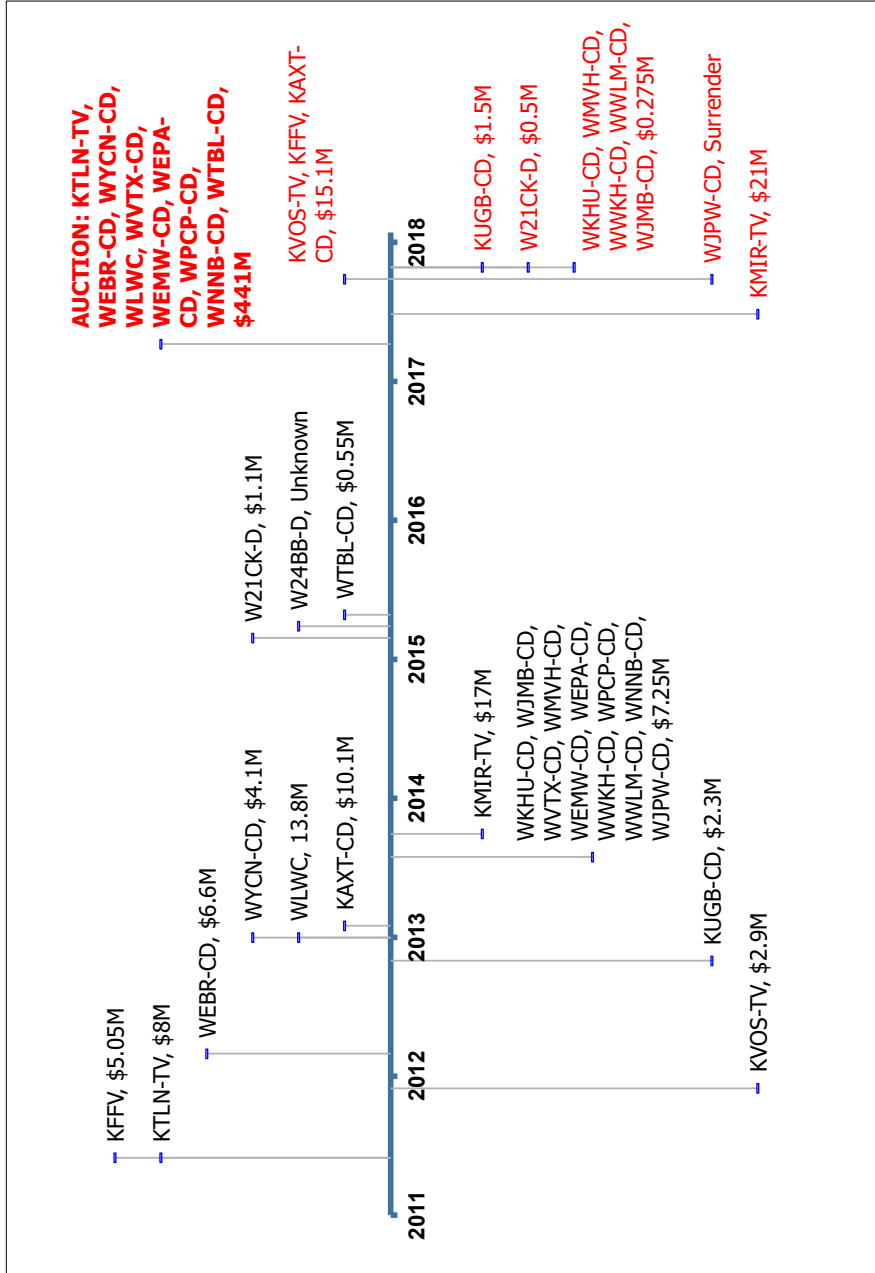 AUCTION: KTLN-TV,
WEBR-CD, WYCN-CD,
WLWC, WVTX-CD,
WEMW-CD, WEPA-
CD, WPCP-CD,
WNNB-CD, WTBL-CD,
$441M
KFFV, $5.05M
KTLN-TV, $8M
WEBR-CD, $6.6M
WYCN-CD, $4.1M
WLWC, 13.8M
KAXT-CD, $10.1M
W21CK-D, $1.1M
W24BB-D, Unknown
WTBL-CD, $0.55M
KVOS-TV, KFFV, KAXT-
CD, $15.1M
2011
2012
2013
2014
2015
2016
2017
2018
KMIR-TV, $17M
WKHU-CD, WJMB-CD,
WVTX-CD, WMVH-CD,
WEMW-CD, WEPA-CD,
WWKH-CD, WPCP-CD,
WWLM-CD, WNNB-CD,
WJPW-CD, $7.25M
KUGB-CD, $2.3M
KVOS-TV, $2.9M
KUGB-CD, $1.5M
W21CK-D, $0.5M
WKHU-CD, WMVH-CD,
WWKH-CD, WWLM-CD,
WJMB-CD, $0.275M
WJPW-CD, Surrender
KMIR-TV, $21M